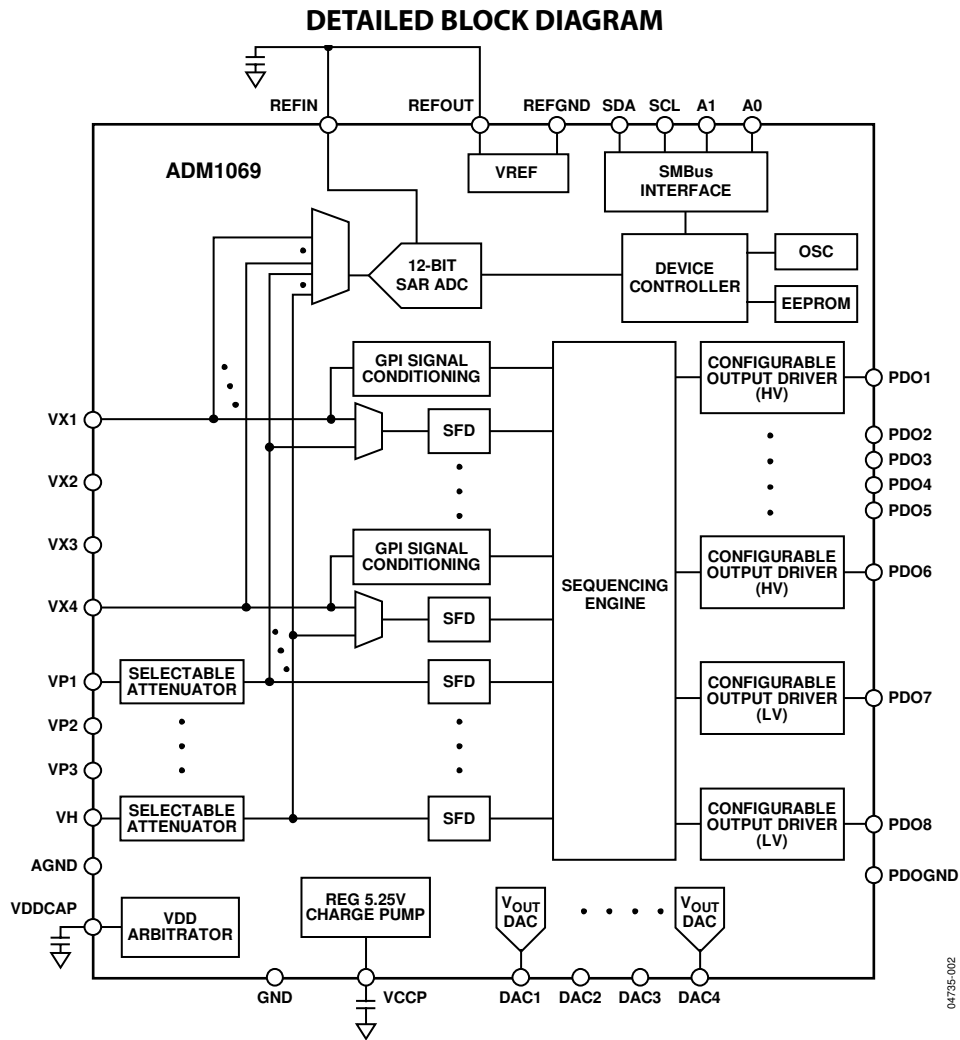 DETAILED BLOCK DIAGRAM
REFIN
REFOUT
REFGND
SDA
SCL
A1
A0
ADM1069
VREF
SMBus
INTERFACE
12-BIT
SAR ADC
DEVICE
CONTROLLER
OSC
EEPROM
GPI SIGNAL
CONDITIONING
CONFIGURABLE
OUTPUT DRIVER
(HV)
PDO1
VX1
SFD
PDO2
PDO3
PDO4
PDO5
VX2
VX3
GPI SIGNAL
CONDITIONING
SEQUENCING
ENGINE
CONFIGURABLE
OUTPUT DRIVER
(HV)
PDO6
VX4
SFD
VP1
SELECTABLE
ATTENUATOR
SFD
CONFIGURABLE
OUTPUT DRIVER
(LV)
PDO7
VP2
VP3
VH
SELECTABLE
ATTENUATOR
SFD
CONFIGURABLE
OUTPUT DRIVER
(LV)
PDO8
AGND
PDOGND
VDDCAP
VDD
ARBITRATOR
REG 5.25V
CHARGE PUMP
VOUT
DAC
VOUT
DAC
GND
VCCP
DAC1
DAC2
DAC3
DAC4
04735-002